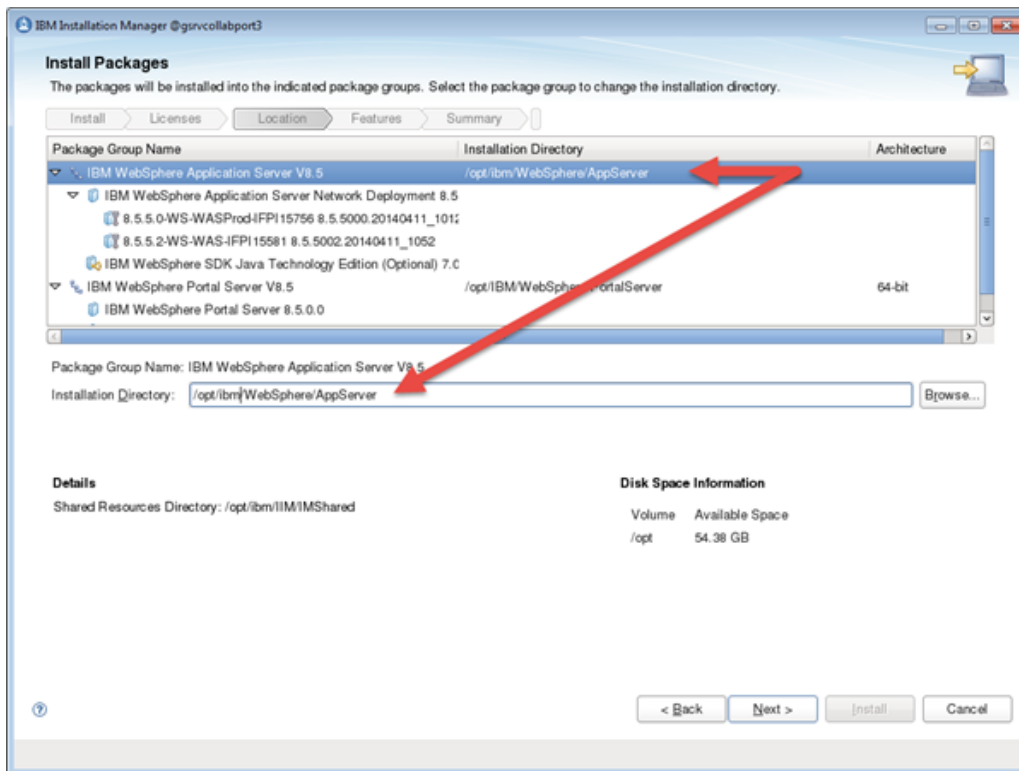 IBM Installation Manager @gsrvcollabport3
Install Packages
The packages will be installed into the indicated package groups. Select the package group to change the installation directory.
Install Licenses Location Features Summary
Package Group Name Installation Directory Architecture
IBM WebSphere Application Server V8.5 /opt/ibm/WebSphere/AppServer
IBM WebSphere Application Server Network Deployment 8.5
8.5.5.0-WS-WASProd-IFPI15756 8.5.5000.20140411_1012
8.5.5.2-WS-WAS-IFPI15581 8.5.5002.20140411_1052
IBM WebSphere SDK Java Technology Edition (Optional) 7.0
IBM WebSphere Portal Server V8.5 /opt/IBM/WebSphere/PortalServer 64-bit
IBM WebSphere Portal Server 8.5.0.0
Package Group Name: IBM WebSphere Application Server V8.5
Installation Directory: /opt/ibm/WebSphere/AppServer Browse...
Details Disk Space Information
Shared Resources Directory: /opt/ibm/IIM/IMShared
Volume Available Space
/opt 54.38 GB
< Back Next > Install Cancel